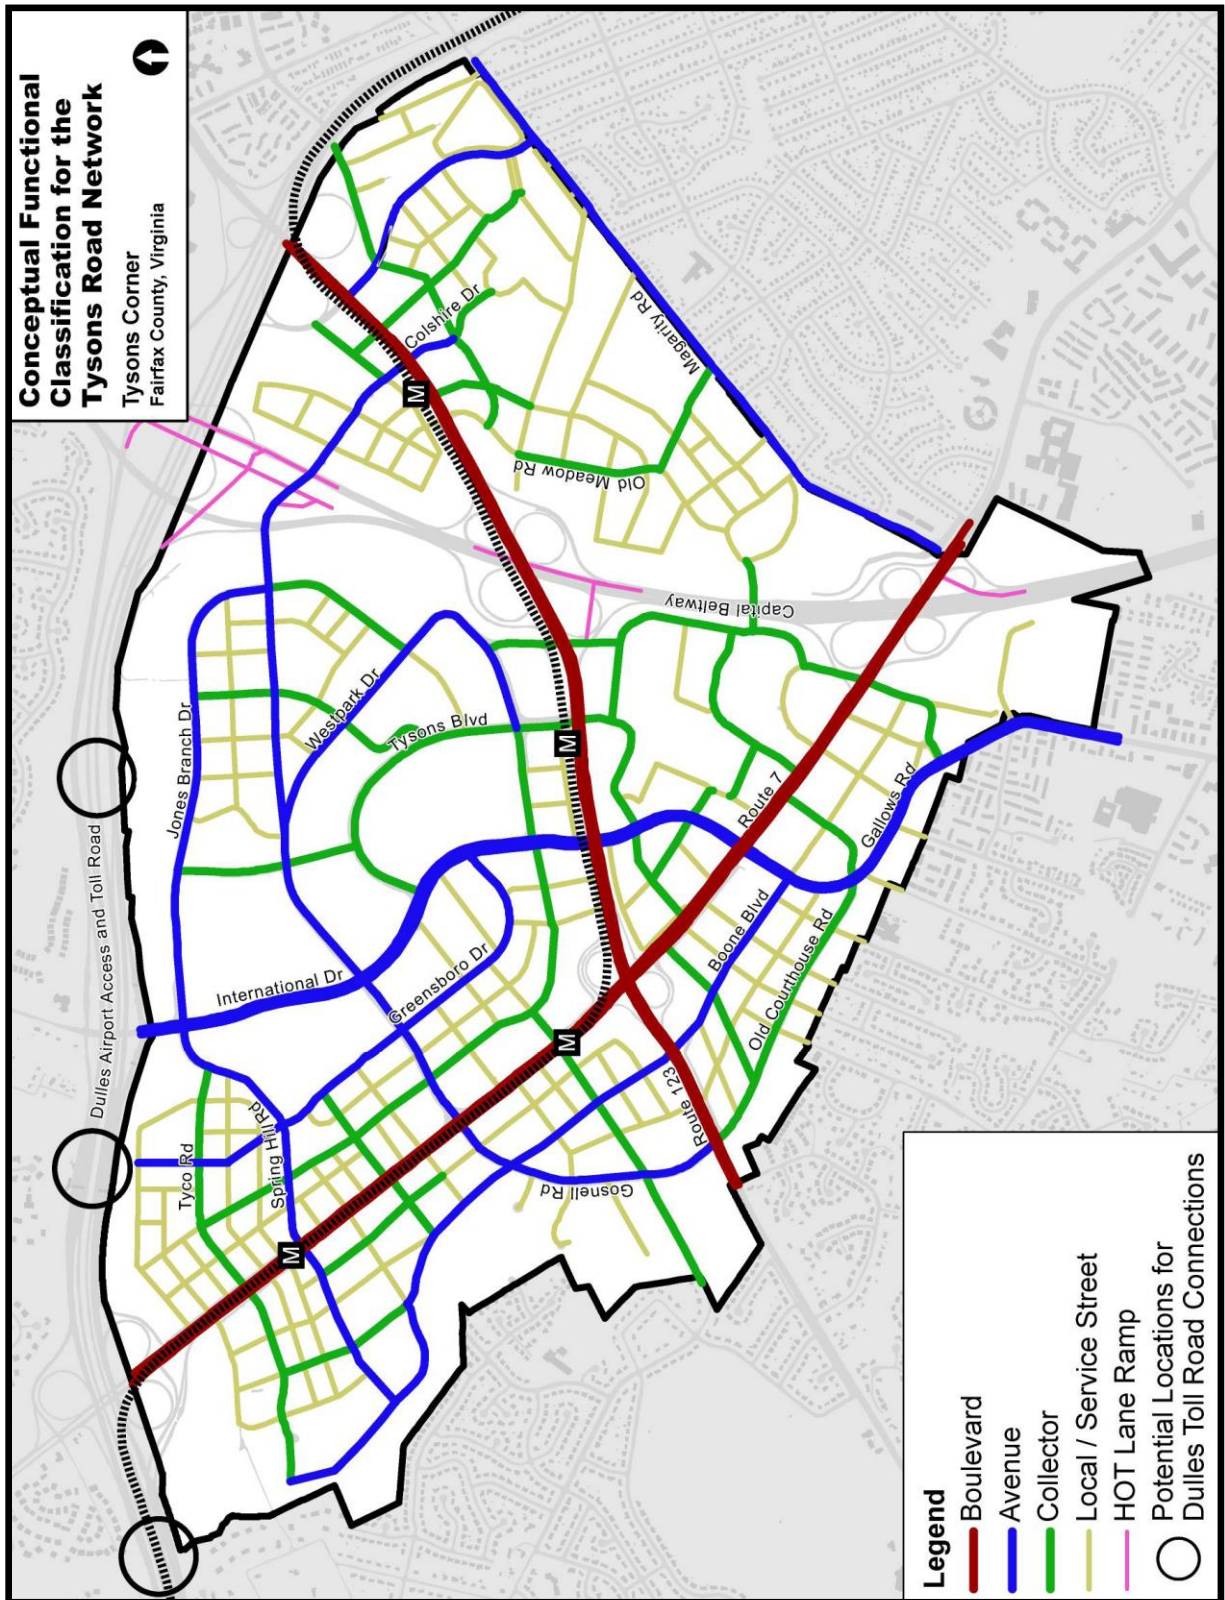 Conceptual Functional
Classification for the
Tysons Road Network
Tysons Corner
Fairfax County, Virginia
Dulles Airport Access and Toll Road
Jones Branch Dr
International Dr
Tyco Rd
Spring Hill Rd
Greensboro Dr
Westpark Dr
Tysons Blvd
Colshire Dr
Magarity Rd
Old Meadow Rd
Capital Beltway
Route 7
Gallows Rd
Boone Blvd
Old Courthouse Rd
Route 123
Gosnell Rd
M
M
M
M
Legend
Boulevard
Avenue
Collector
Local / Service Street
HOT Lane Ramp
Potential Locations for
Dulles Toll Road Connections